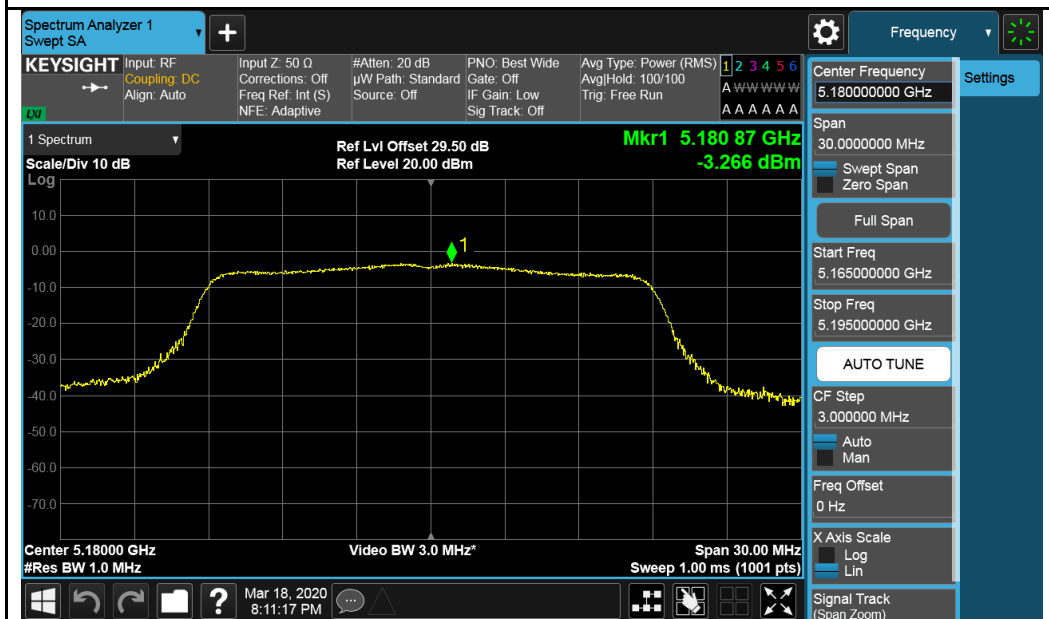 Spectrum Analyzer 1
Swept SA
+
Frequency
KEYSIGHT
LXI
Input: RF
Coupling: DC
Align: Auto
Input Z: 50 Ω
Corrections: Off
Freq Ref: Int (S)
NFE: Adaptive
#Atten: 20 dB
µW Path: Standard
Source: Off
PNO: Best Wide
Gate: Off
IF Gain: Low
Sig Track: Off
Avg Type: Power (RMS)
Avg|Hold: 100/100
Trig: Free Run
1 2 3 4 5 6
A W W W W W
A A A A A A
1 Spectrum
Scale/Div 10 dB
Log
Ref Lvl Offset 29.50 dB
Ref Level 20.00 dBm
Mkr1 5.180 87 GHz
-3.266 dBm
10.0
0.00
-10.0
-20.0
-30.0
-40.0
-50.0
-60.0
-70.0
1
Center 5.18000 GHz
#Res BW 1.0 MHz
Video BW 3.0 MHz*
Span 30.00 MHz
Sweep 1.00 ms (1001 pts)
Center Frequency
5.180000000 GHz
Settings
Span
30.0000000 MHz
Swept Span
Zero Span
Full Span
Start Freq
5.165000000 GHz
Stop Freq
5.195000000 GHz
AUTO TUNE
CF Step
3.000000 MHz
Auto
Man
Freq Offset
0 Hz
X Axis Scale
Log
Lin
Signal Track
(Span Zoom)
?
Mar 18, 2020
8:11:17 PM